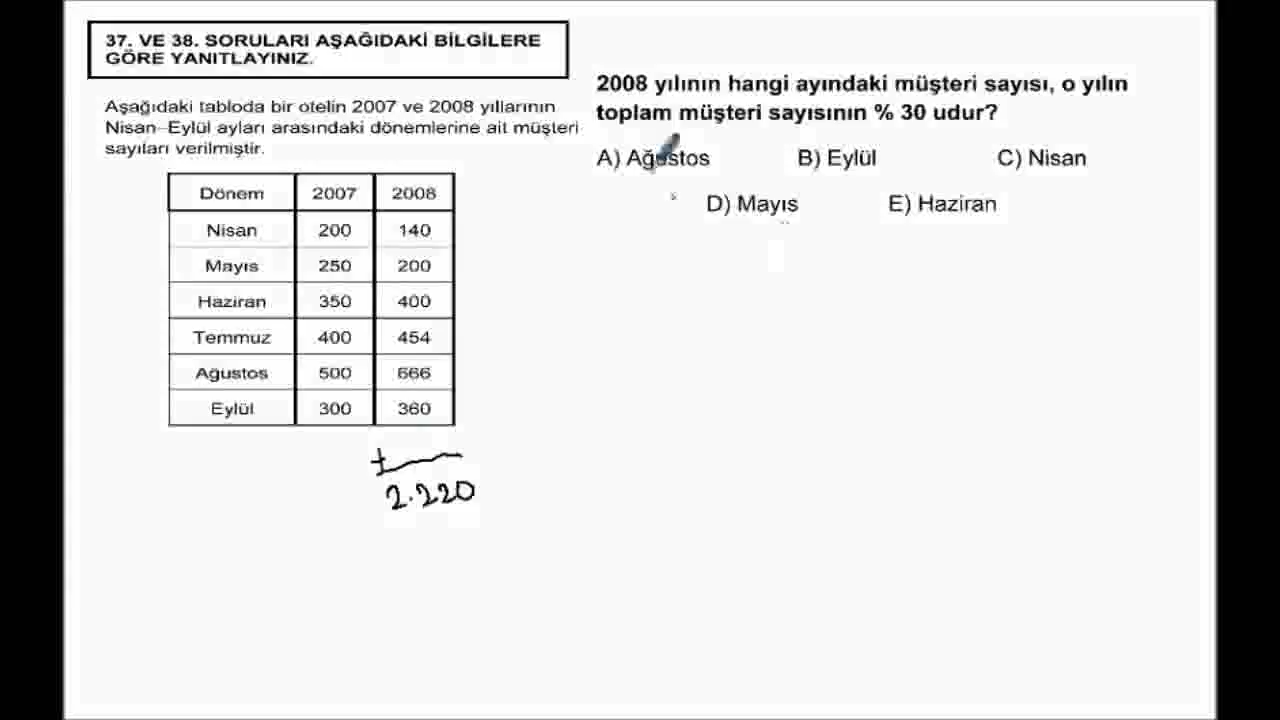 37. VE 38. SORULARI AŞAĞIDAKİ BİLGİLERE
GÖRE YANITLAYINIZ.
Aşağıdaki tabloda bir otelin 2007 ve 2008 yıllarının
Nisan–Eylül ayları arasındaki dönemlerine ait müşteri
sayıları verilmiştir.
Dönem 2007 2008
Nisan 200 140
Mayıs 250 200
Haziran 350 400
Temmuz 400 454
Ağustos 500 666
Eylül 300 360
+
2.220
2008 yılının hangi ayındaki müşteri sayısı, o yılın
toplam müşteri sayısının % 30 udur?
A) Ağustos B) Eylül C) Nisan
D) Mayıs E) Haziran